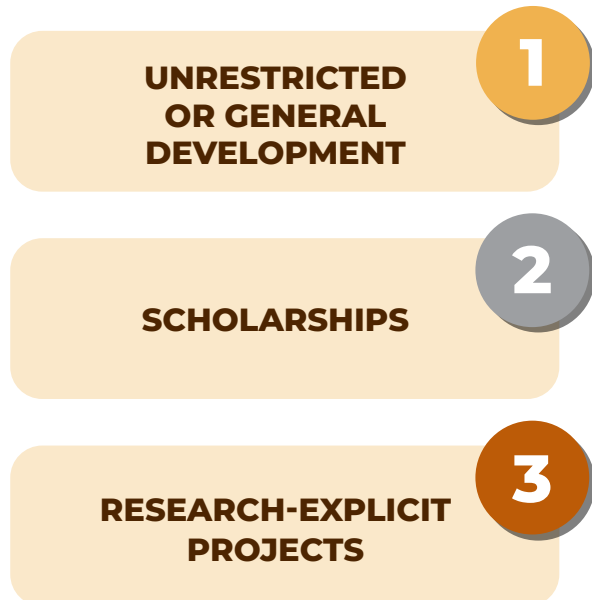 1
UNRESTRICTED
OR GENERAL
DEVELOPMENT
2
SCHOLARSHIPS
3
RESEARCH-EXPLICIT
PROJECTS